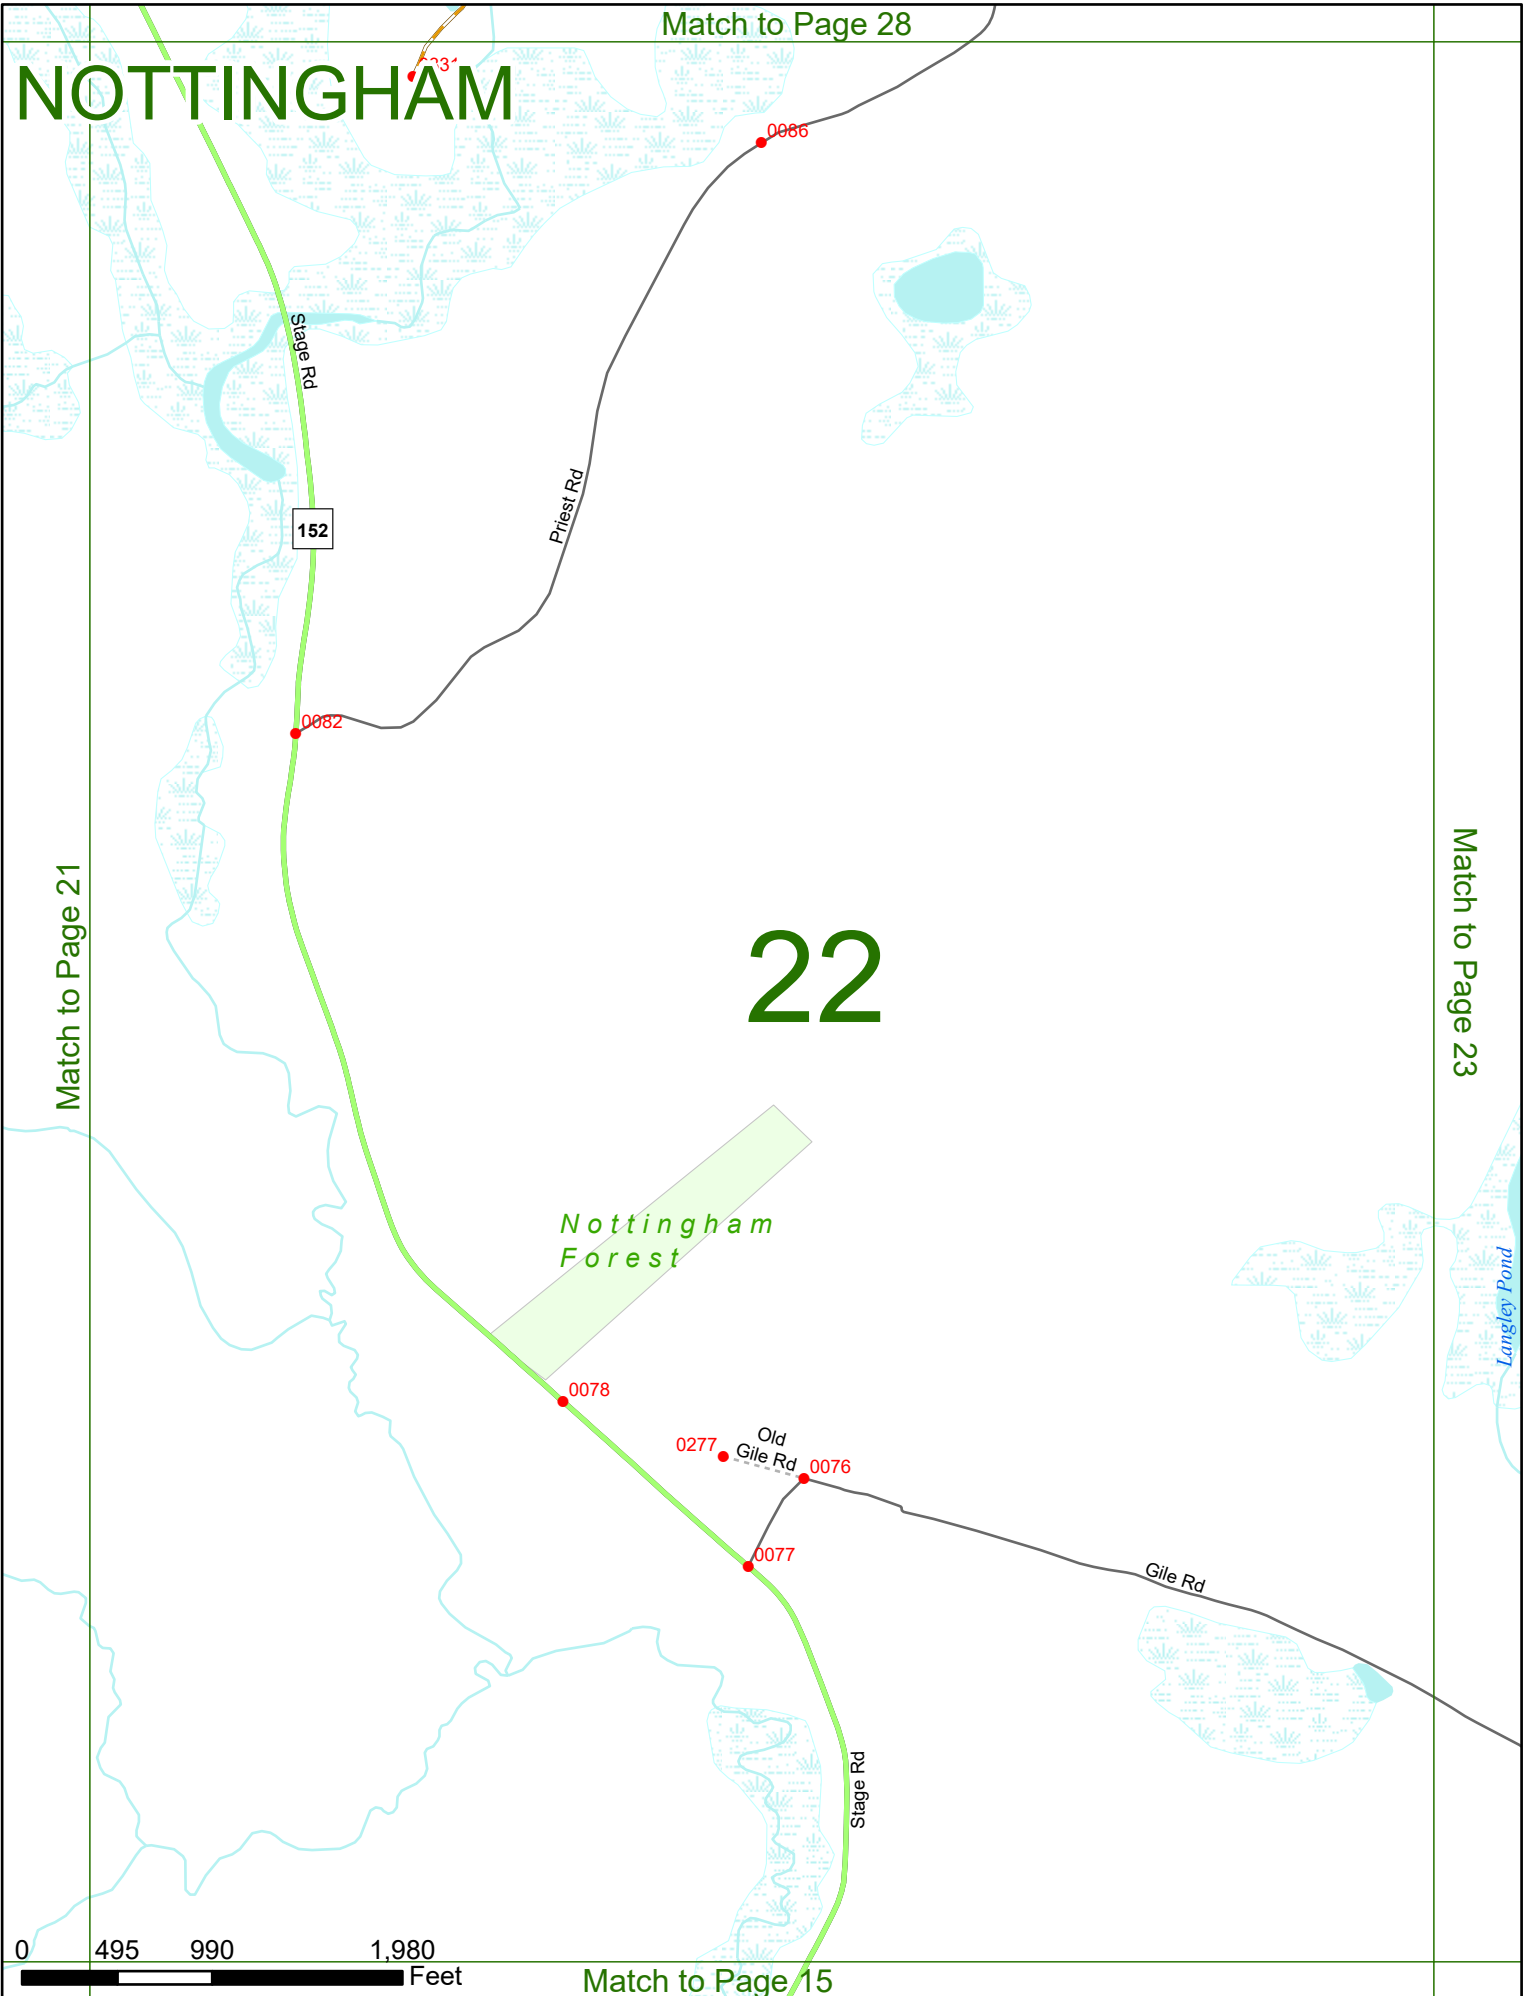 Match to Page 28
NOTTINGHAM
0086
Stage Rd
Priest Rd
152
0082
Match to Page 21
22
Match to Page 23
Nottingham
Forest
Langley Pond
0078
Old
Gile Rd
0277
0076
0077
Gile Rd
Stage Rd
0 495 990 1,980
Feet
Match to Page 15